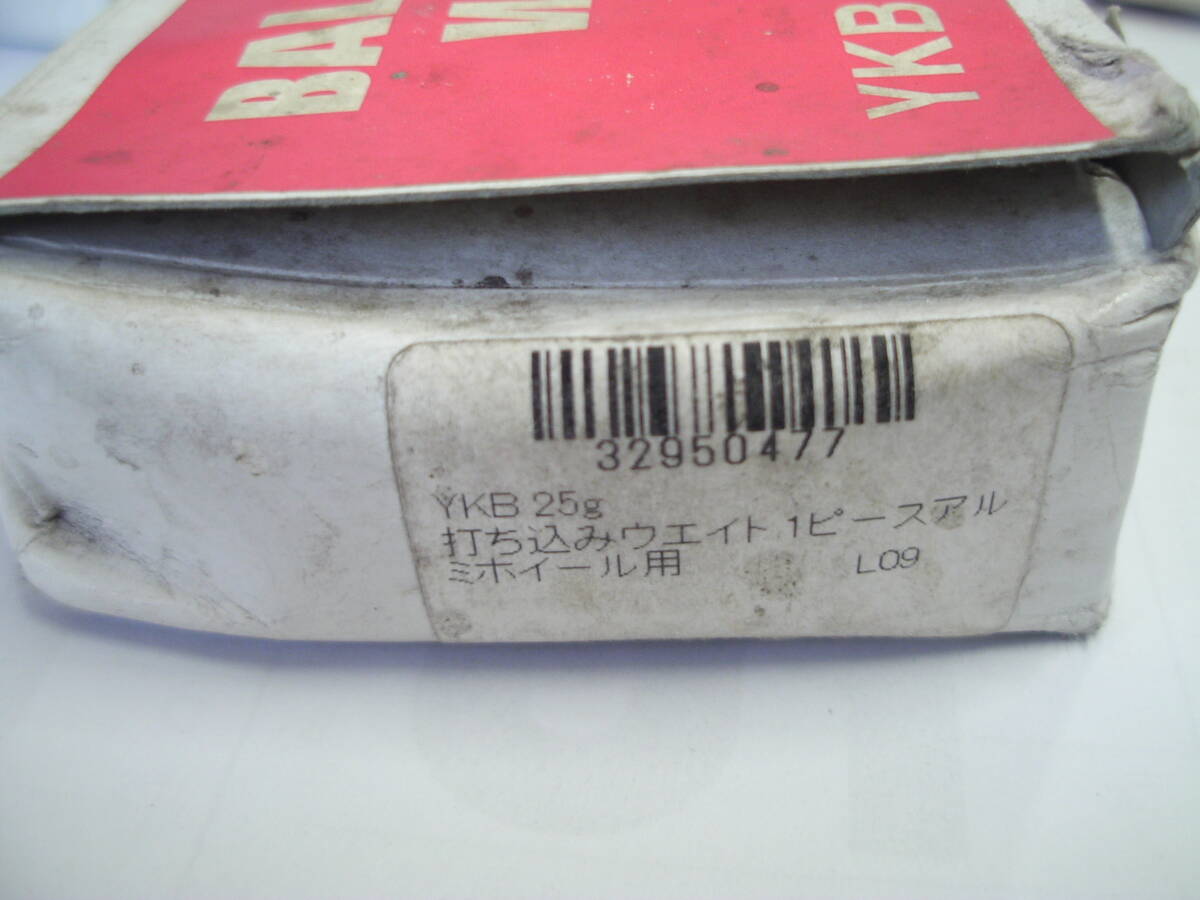 BAL
W
YKB
32950477
YKB 25g
打ち込みウエイト 1ピースアル
ミホイール用 L09